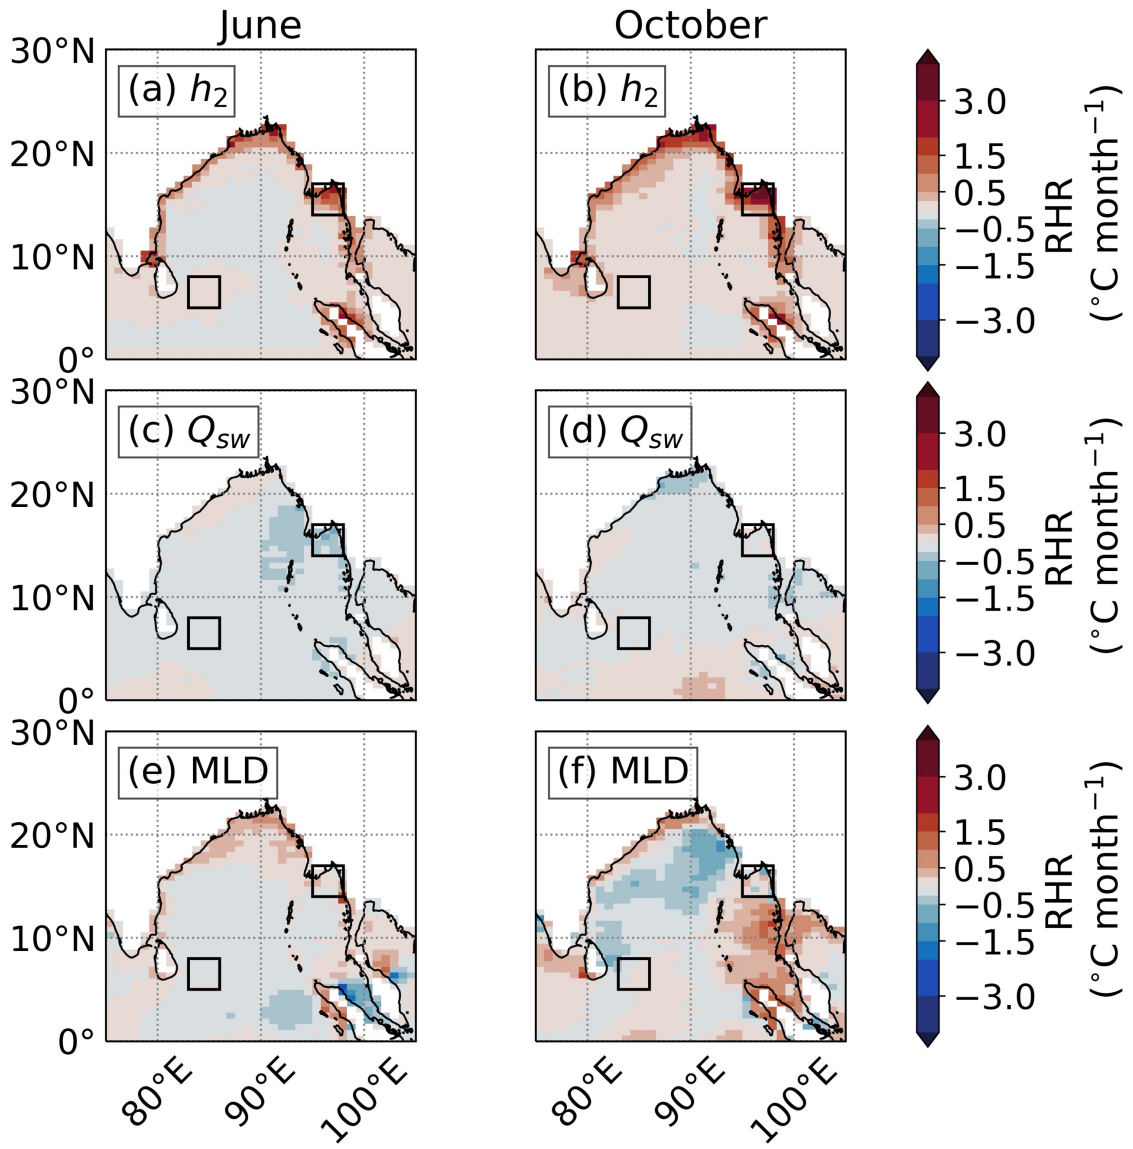 June October
30°N
(a) h₂ (b) h₂
20°N
10°N
0°
3.0
1.5
0.5
−0.5
−1.5
−3.0
RHR
(°C month⁻¹)
30°N
(c) Qsw (d) Qsw
20°N
10°N
0°
3.0
1.5
0.5
−0.5
−1.5
−3.0
RHR
(°C month⁻¹)
30°N
(e) MLD (f) MLD
20°N
10°N
0°
3.0
1.5
0.5
−0.5
−1.5
−3.0
RHR
(°C month⁻¹)
80°E 90°E 100°E 80°E 90°E 100°E